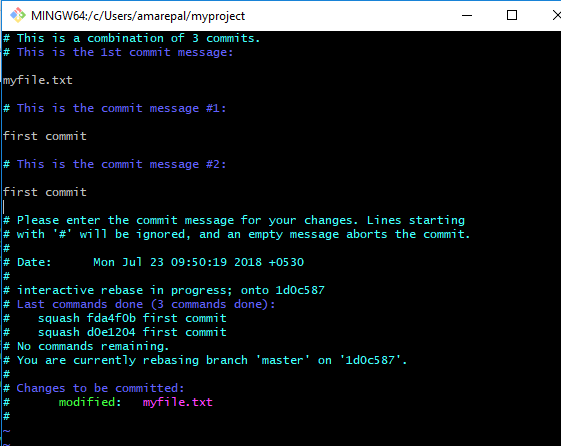 MINGW64:/c/Users/amarepal/myproject
# This is a combination of 3 commits.
# This is the 1st commit message:
myfile.txt
# This is the commit message #1:
first commit
# This is the commit message #2:
first commit
# Please enter the commit message for your changes. Lines starting
# with '#' will be ignored, and an empty message aborts the commit.
#
# Date:      Mon Jul 23 09:50:19 2018 +0530
#
# interactive rebase in progress; onto 1d0c587
# Last commands done (3 commands done):
#    squash fda4f0b first commit
#    squash d0e1204 first commit
# No commands remaining.
# You are currently rebasing branch 'master' on '1d0c587'.
#
# Changes to be committed:
#       modified:   myfile.txt
#
~
~